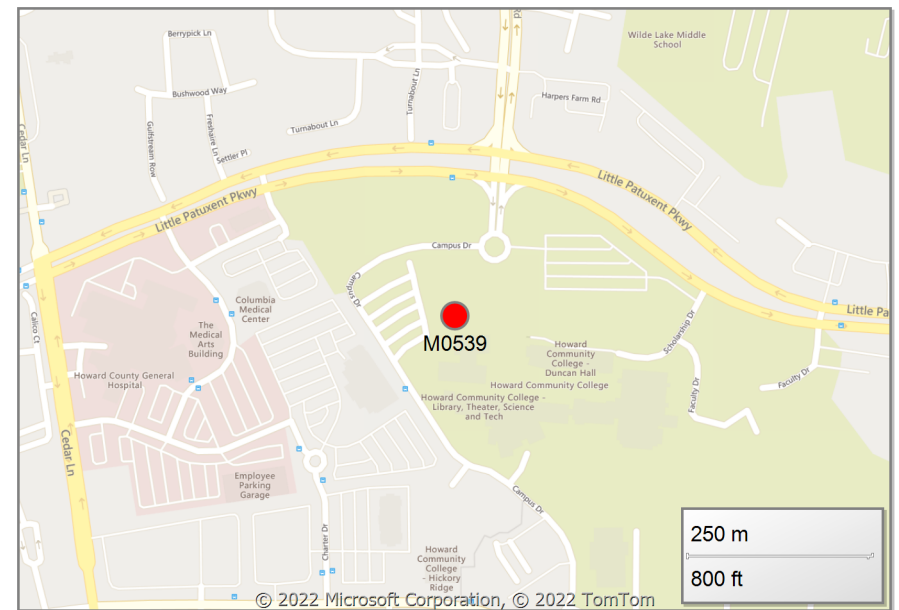 Rd
Berrypick Ln
Wilde Lake Middle
School
Bushwood Way
Turnabout Ln
Harpers Farm Rd
Gulfstream Row
Freshaire Ln
Turnabout Ln
Cedar Ln
Settler Pl
Little Patuxent Pkwy
Little Patuxent Pkwy
Campus Dr
Campus Dr
Columbia
Medical
Center
Little Pa
Calico Ct
The
Medical
Arts
Building
M0539
Scholarship Dr
Howard
Community
College -
Duncan Hall
Howard County General
Hospital
Howard Community College
Faculty Dr
Faculty Dr
Howard Community College -
Library, Theater, Science
and Tech
Cedar Ln
Employee
Parking
Garage
Campus Dr
Charter Dr
250 m
800 ft
Howard
Community
College
- Hickory
Ridge
© 2022 Microsoft Corporation, © 2022 TomTom